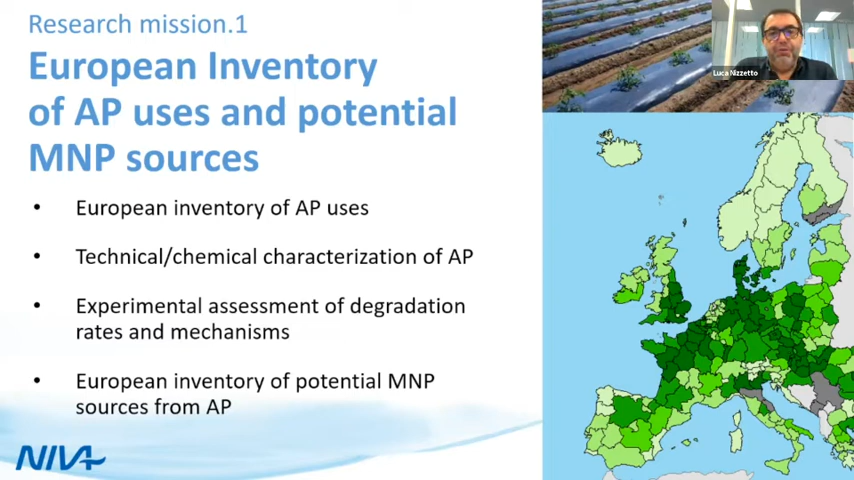 Research mission.1
European Inventory
of AP uses and potential
MNP sources
• European inventory of AP uses
• Technical/chemical characterization of AP
• Experimental assessment of degradation
rates and mechanisms
• European inventory of potential MNP
sources from AP
NIVA
Luca Nizzetto